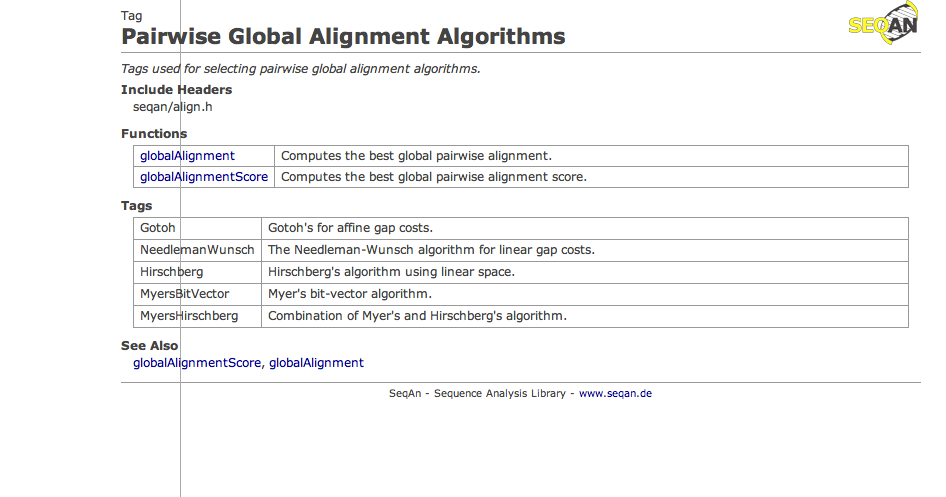 Tag
SEQAN
Pairwise Global Alignment Algorithms
Tags used for selecting pairwise global alignment algorithms.
Include Headers
seqan/align.h
Functions
globalAlignment Computes the best global pairwise alignment.
globalAlignmentScore Computes the best global pairwise alignment score.
Tags
Gotoh Gotoh's for affine gap costs.
NeedlemanWunsch The Needleman-Wunsch algorithm for linear gap costs.
Hirschberg Hirschberg's algorithm using linear space.
MyersBitVector Myer's bit-vector algorithm.
MyersHirschberg Combination of Myer's and Hirschberg's algorithm.
See Also
globalAlignmentScore, globalAlignment
SeqAn - Sequence Analysis Library - www.seqan.de